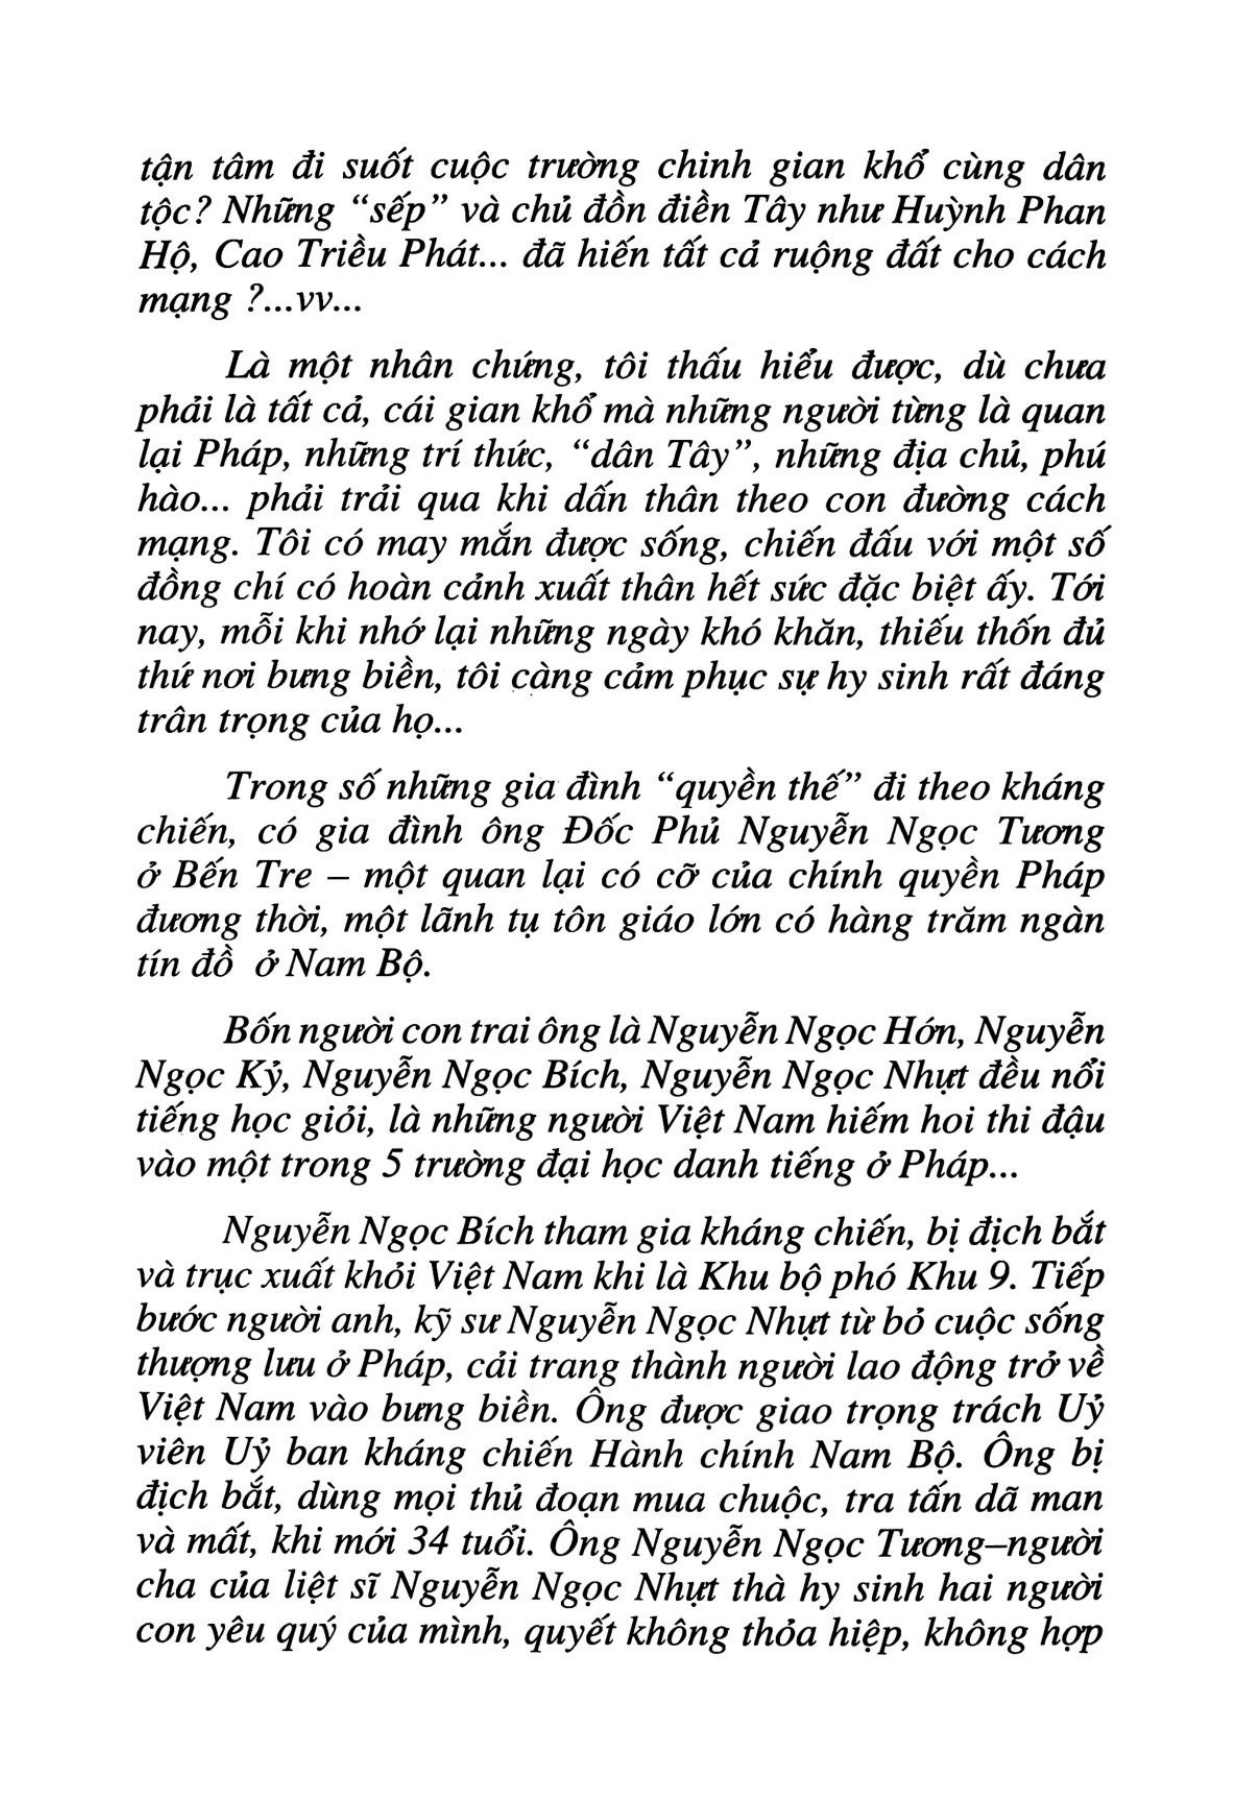 tận tâm đi suốt cuộc trường chinh gian khổ cùng dân
tộc? Những “sếp” và chủ đồn điền Tây như Huỳnh Phan
Hộ, Cao Triều Phát... đã hiến tất cả ruộng đất cho cách
mạng ?...vv...
Là một nhân chứng, tôi thấu hiểu được, dù chưa
phải là tất cả, cái gian khổ mà những người từng là quan
lại Pháp, những trí thức, “dân Tây”, những địa chủ, phú
hào... phải trải qua khi dấn thân theo con đường cách
mạng. Tôi có may mắn được sống, chiến đấu với một số
đồng chí có hoàn cảnh xuất thân hết sức đặc biệt ấy. Tới
nay, mỗi khi nhớ lại những ngày khó khăn, thiếu thốn đủ
thứ nơi bưng biền, tôi càng cảm phục sự hy sinh rất đáng
trân trọng của họ...
Trong số những gia đình “quyền thế” đi theo kháng
chiến, có gia đình ông Đốc Phủ Nguyễn Ngọc Tương
ở Bến Tre – một quan lại có cỡ của chính quyền Pháp
đương thời, một lãnh tụ tôn giáo lớn có hàng trăm ngàn
tín đồ ở Nam Bộ.
Bốn người con trai ông là Nguyễn Ngọc Hớn, Nguyễn
Ngọc Kỷ, Nguyễn Ngọc Bích, Nguyễn Ngọc Nhựt đều nổi
tiếng học giỏi, là những người Việt Nam hiếm hoi thi đậu
vào một trong 5 trường đại học danh tiếng ở Pháp...
Nguyễn Ngọc Bích tham gia kháng chiến, bị địch bắt
và trục xuất khỏi Việt Nam khi là Khu bộ phó Khu 9. Tiếp
bước người anh, kỹ sư Nguyễn Ngọc Nhựt từ bỏ cuộc sống
thượng lưu ở Pháp, cải trang thành người lao động trở về
Việt Nam vào bưng biền. Ông được giao trọng trách Uỷ
viên Uỷ ban kháng chiến Hành chính Nam Bộ. Ông bị
địch bắt, dùng mọi thủ đoạn mua chuộc, tra tấn dã man
và mất, khi mới 34 tuổi. Ông Nguyễn Ngọc Tương–người
cha của liệt sĩ Nguyễn Ngọc Nhựt thà hy sinh hai người
con yêu quý của mình, quyết không thỏa hiệp, không hợp